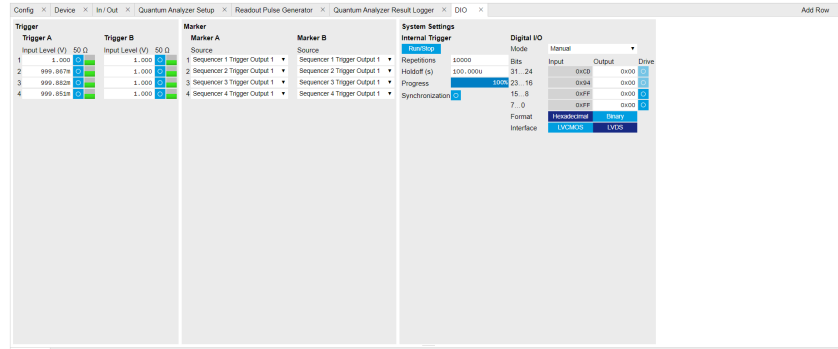 Config × Device × In / Out × Quantum Analyzer Setup × Readout Pulse Generator × Quantum Analyzer Result Logger × DIO × Add Row
Trigger Marker System Settings
Trigger A Trigger B Marker A Marker B Internal Trigger Digital I/O
Input Level (V) 50 Ω Input Level (V) 50 Ω Source Source Run/Stop Mode Manual
1 1.000 1.000 1 Sequencer 1 Trigger Output 1 Sequencer 1 Trigger Output 1 Repetitions 10000 Bits Input Output Drive
2 999.867m 1.000 2 Sequencer 2 Trigger Output 1 Sequencer 2 Trigger Output 1 Holdoff (s) 100.000u 31...24 0xCD 0x00
3 999.882m 1.000 3 Sequencer 3 Trigger Output 1 Sequencer 3 Trigger Output 1 Progress 100% 23...16 0x94 0x00
4 999.851m 1.000 4 Sequencer 4 Trigger Output 1 Sequencer 4 Trigger Output 1 Synchronization 15...8 0xFF 0x00
7...0 0xFF 0x00
Format Hexadecimal Binary
Interface LVCMOS LVDS